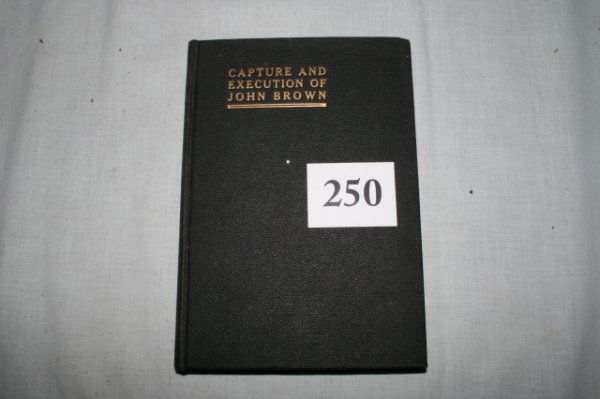 CAPTURE AND
EXECUTION OF
JOHN BROWN
250